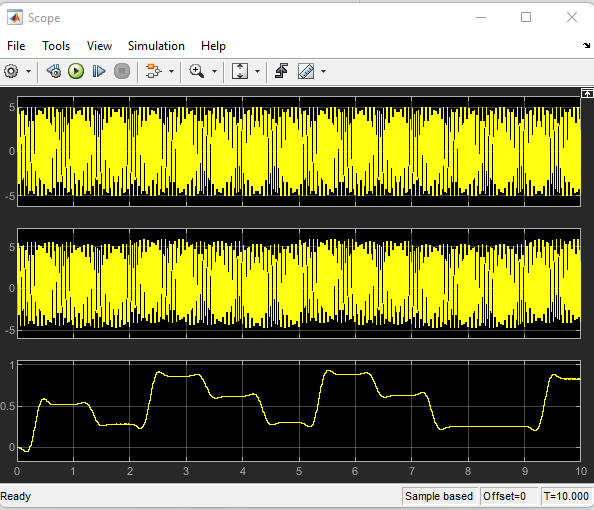 Scope
File Tools View Simulation Help
5
0
-5
5
0
-5
1
0.5
0
0 1 2 3 4 5 6 7 8 9 10
Ready Sample based Offset=0 T=10.000